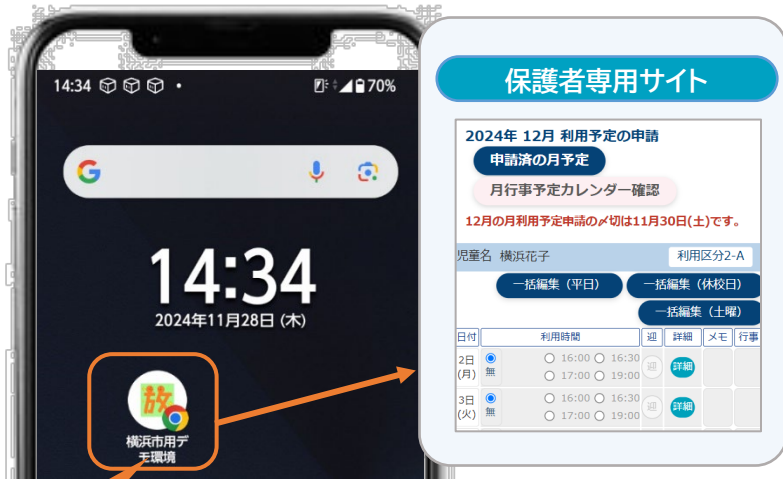 14:34
70%
14:34
2024年11月28日 (木)
放
横浜市用デ
モ環境
保護者専用サイト
2024年 12月 利用予定の申請
申請済の月予定
月行事予定カレンダー確認
12月の月利用予定申請の〆切は11月30日(土)です。
児童名 横浜花子 利用区分2-A
一括編集（平日） 一括編集（休校日）
一括編集（土曜）
日付 利用時間 迎 詳細 メモ 行事
2日 16:00 16:30
(月) 無 17:00 19:00 迎 詳細
3日 16:00 16:30
(火) 無 17:00 19:00 迎 詳細